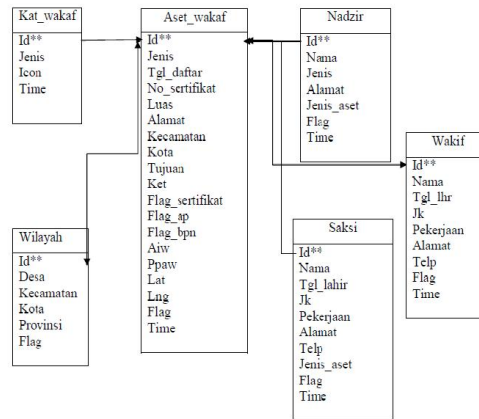 Kat_wakaf
Id**
Jenis
Icon
Time
Aset_wakaf
Id**
Jenis
Tgl_daftar
No_sertifikat
Luas
Alamat
Kecamatan
Kota
Tujuan
Ket
Flag_sertifikat
Flag_ap
Flag_bpn
Aiw
Ppaw
Lat
Lng
Flag
Time
Nadzir
Id**
Nama
Jenis
Alamat
Jenis_aset
Flag
Time
Wakif
Id**
Nama
Tgl_lhr
Jk
Pekerjaan
Alamat
Telp
Flag
Time
Wilayah
Id**
Desa
Kecamatan
Kota
Provinsi
Flag
Saksi
Id**
Nama
Tgl_lahir
Jk
Pekerjaan
Alamat
Telp
Jenis_aset
Flag
Time